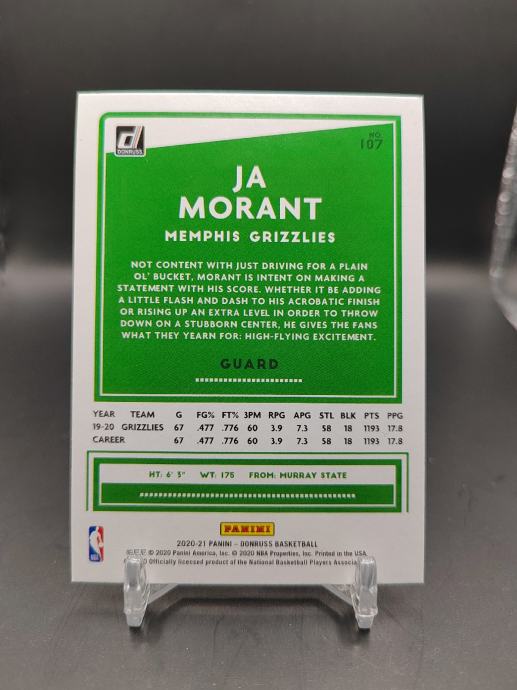 DONRUSS
NO.
107
JA
MORANT
MEMPHIS GRIZZLIES
NOT CONTENT WITH JUST DRIVING FOR A PLAIN
OL' BUCKET, MORANT IS INTENT ON MAKING A
STATEMENT WITH HIS SCORE. WHETHER IT BE ADDING
A LITTLE FLASH AND DASH TO HIS ACROBATIC FINISH
OR RISING UP AN EXTRA LEVEL IN ORDER TO THROW
DOWN ON A STUBBORN CENTER, HE GIVES THE FANS
WHAT THEY YEARN FOR: HIGH-FLYING EXCITEMENT.
GUARD
YEAR TEAM G FG% FT% 3PM RPG APG STL BLK PTS PPG
19-20 GRIZZLIES 67 .477 .776 60 3.9 7.3 58 18 1193 17.8
CAREER 67 .477 .776 60 3.9 7.3 58 18 1193 17.8
HT: 6' 3" WT: 175 FROM: MURRAY STATE
PANINI
2020-21 PANINI – DONRUSS BASKETBALL
© 2020 Panini America, Inc. © 2020 NBA Properties, Inc. Printed in the USA.
Officially licensed product of the National Basketball Players
NBA